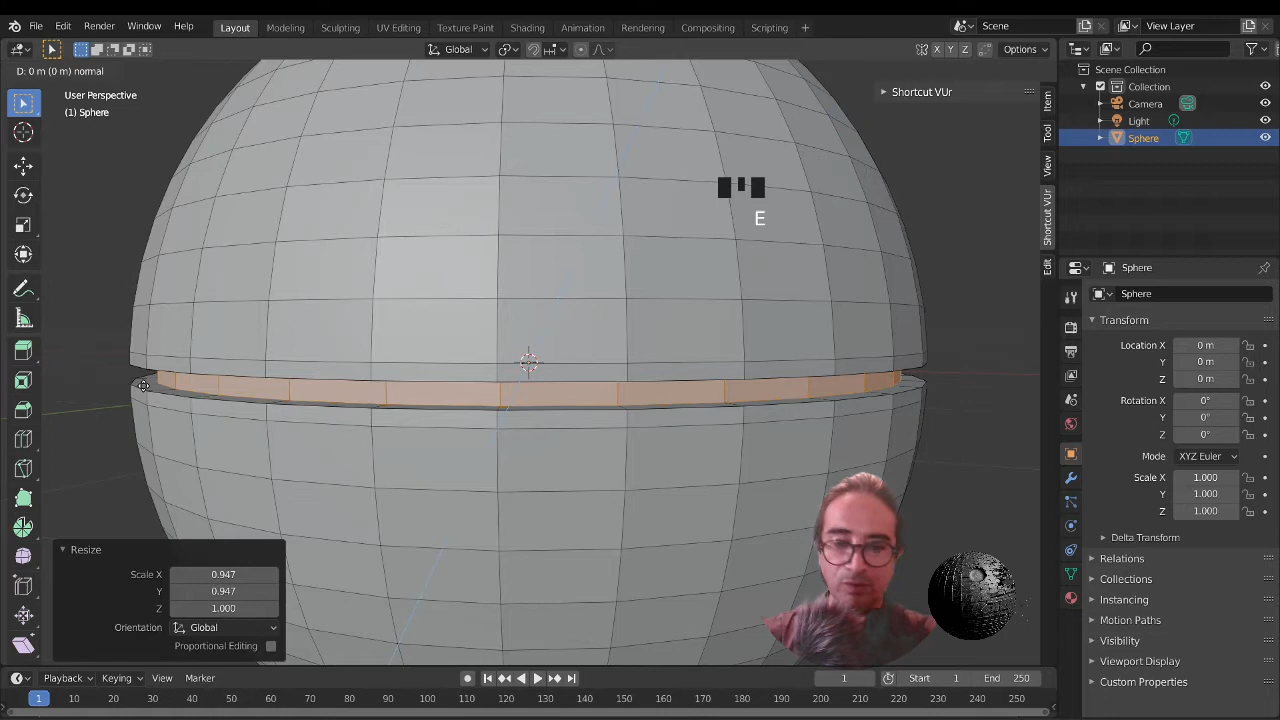 File Edit Render Window Help
Layout Modeling Sculpting UV Editing Texture Paint Shading Animation Rendering Compositing Scripting +
Scene View Layer
Global X Y Z Options
D: 0 m (0 m) normal
User Perspective
(1) Sphere
Shortcut VUr
Item
Tool
View
Shortcut VUr
Edit
E
Scene Collection
Collection
Camera
Light
Sphere
Sphere
Sphere
Transform
Location X 0 m
Y 0 m
Z 0 m
Rotation X 0°
Y 0°
Z 0°
Mode XYZ Euler
Scale X 1.000
Y 1.000
Z 1.000
Delta Transform
Relations
Collections
Instancing
Motion Paths
Visibility
Viewport Display
Custom Properties
Resize
Scale X 0.947
Y 0.947
Z 1.000
Orientation Global
Proportional Editing
Playback Keying View Marker
1 Start 1 End 250
1 10 20 30 40 50 60 70 80 90 100 110 120 130 140 150 160 170 180 190 200 210 220 230 240 250